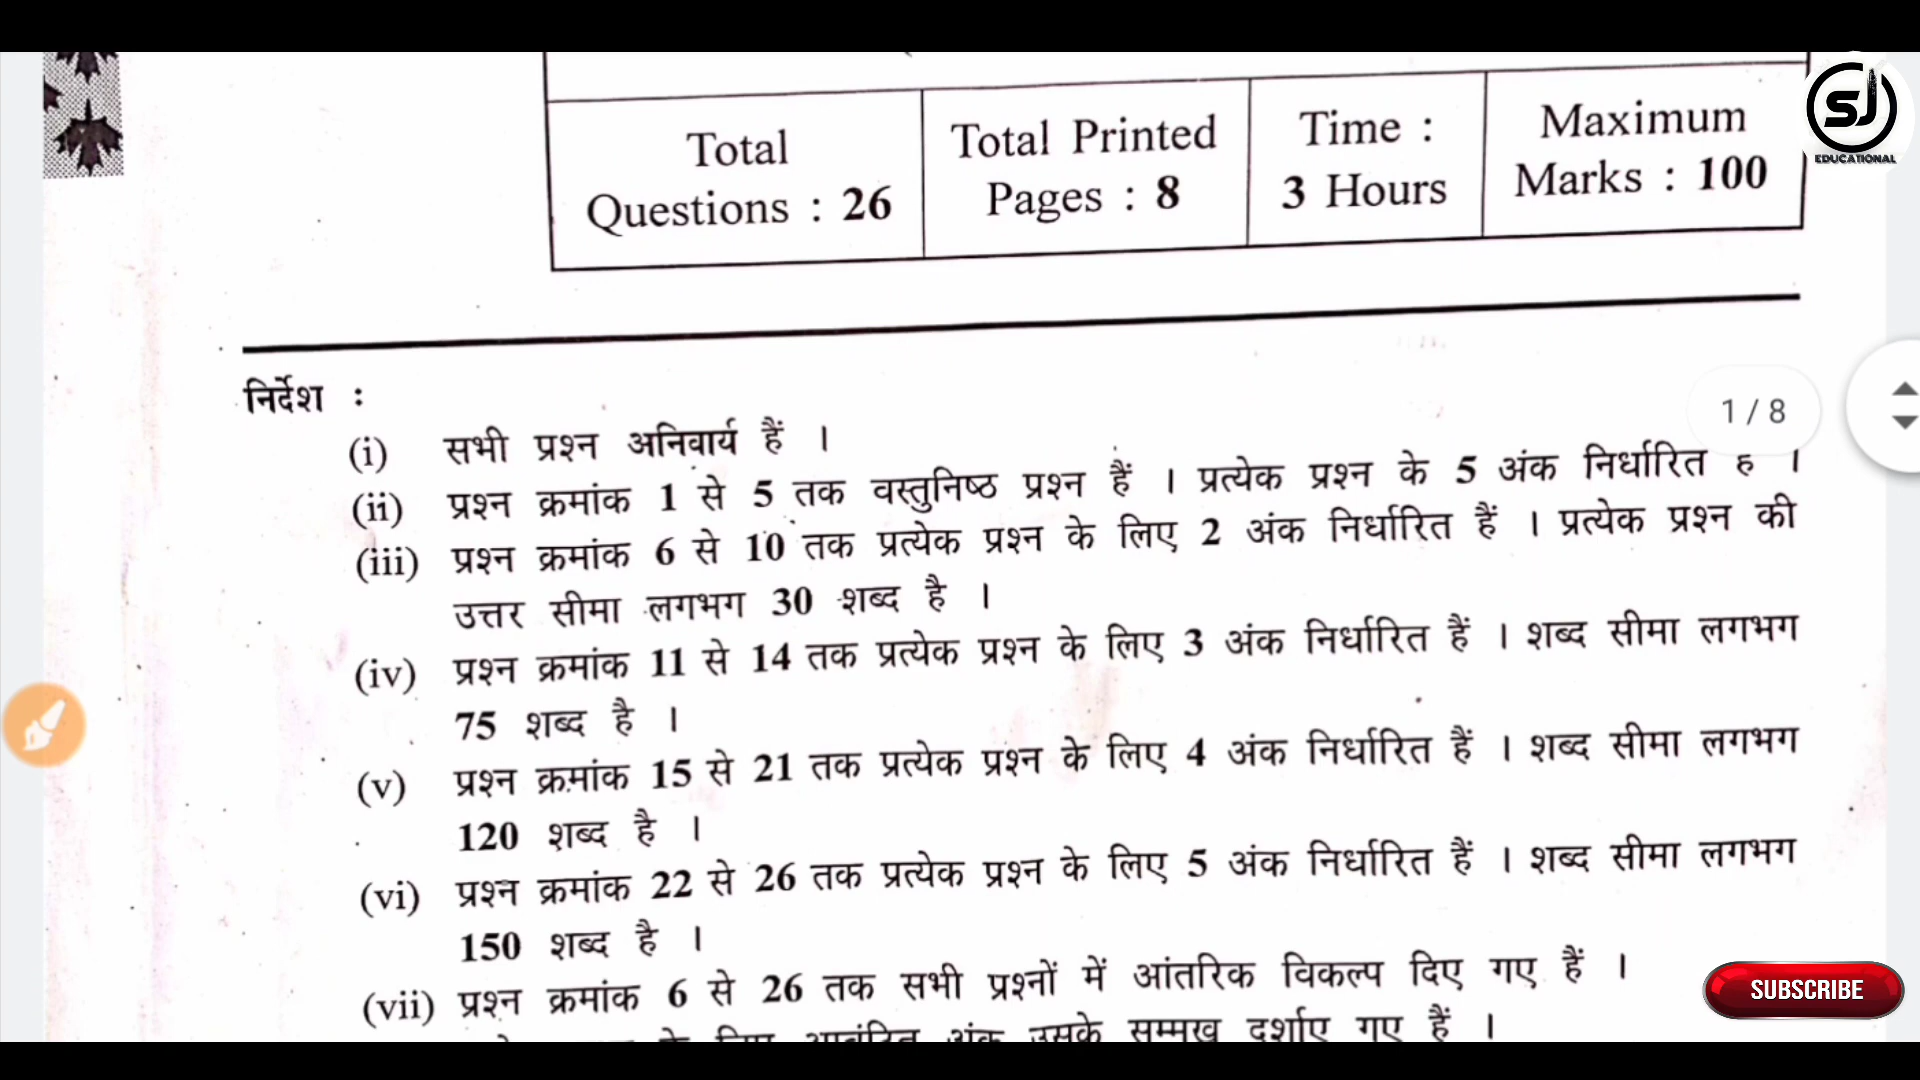 SJ
EDUCATIONAL
Total
Questions : 26
Total Printed
Pages : 8
Time :
3 Hours
Maximum
Marks : 100
1 / 8
निर्देश :
(i) सभी प्रश्न अनिवार्य हैं ।
(ii) प्रश्न क्रमांक 1 से 5 तक वस्तुनिष्ठ प्रश्न हैं । प्रत्येक प्रश्न के 5 अंक निर्धारित ह ।
(iii) प्रश्न क्रमांक 6 से 10 तक प्रत्येक प्रश्न के लिए 2 अंक निर्धारित हैं । प्रत्येक प्रश्न की
उत्तर सीमा लगभग 30 शब्द है ।
(iv) प्रश्न क्रमांक 11 से 14 तक प्रत्येक प्रश्न के लिए 3 अंक निर्धारित हैं । शब्द सीमा लगभग
75 शब्द है ।
(v) प्रश्न क्रमांक 15 से 21 तक प्रत्येक प्रश्न के लिए 4 अंक निर्धारित हैं । शब्द सीमा लगभग
120 शब्द है ।
(vi) प्रश्न क्रमांक 22 से 26 तक प्रत्येक प्रश्न के लिए 5 अंक निर्धारित हैं । शब्द सीमा लगभग
150 शब्द है ।
(vii) प्रश्न क्रमांक 6 से 26 तक सभी प्रश्नों में आंतरिक विकल्प दिए गए हैं ।
के लिए आबंटित अंक उसके सम्मुख दर्शाए गए हैं ।
SUBSCRIBE